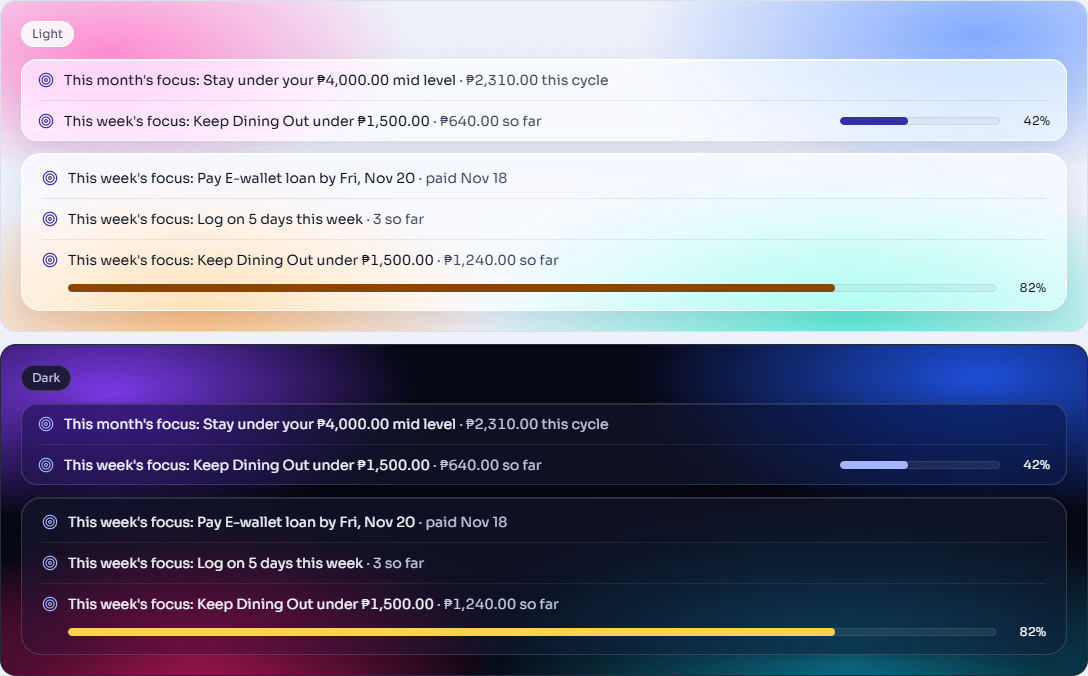 Light
This month's focus: Stay under your ₱4,000.00 mid level · ₱2,310.00 this cycle
This week's focus: Keep Dining Out under ₱1,500.00 · ₱640.00 so far 42%
This week's focus: Pay E-wallet loan by Fri, Nov 20 · paid Nov 18
This week's focus: Log on 5 days this week · 3 so far
This week's focus: Keep Dining Out under ₱1,500.00 · ₱1,240.00 so far
82%
Dark
This month's focus: Stay under your ₱4,000.00 mid level · ₱2,310.00 this cycle
This week's focus: Keep Dining Out under ₱1,500.00 · ₱640.00 so far 42%
This week's focus: Pay E-wallet loan by Fri, Nov 20 · paid Nov 18
This week's focus: Log on 5 days this week · 3 so far
This week's focus: Keep Dining Out under ₱1,500.00 · ₱1,240.00 so far
82%